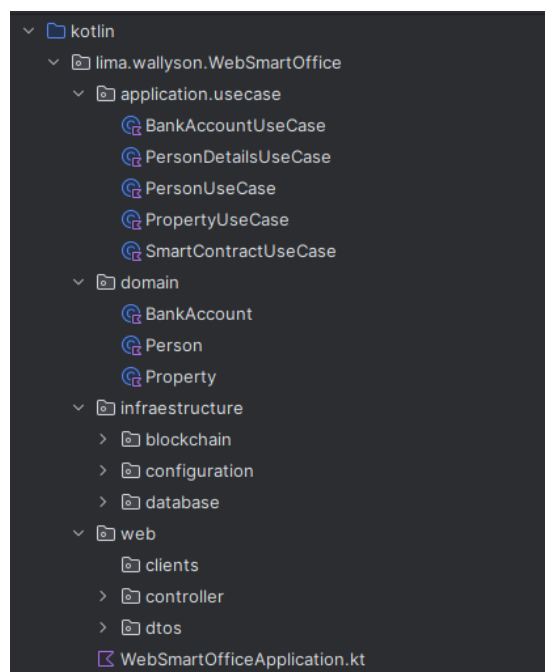 kotlin
lima.wallyson.WebSmartOffice
application.usecase
BankAccountUseCase
PersonDetailsUseCase
PersonUseCase
PropertyUseCase
SmartContractUseCase
domain
BankAccount
Person
Property
infraestructure
blockchain
configuration
database
web
clients
controller
dtos
WebSmartOfficeApplication.kt